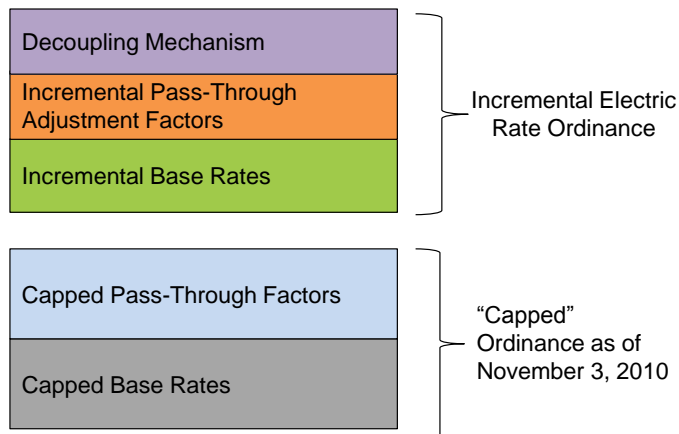 Decoupling Mechanism
Incremental Pass-Through
Adjustment Factors
Incremental Base Rates
Incremental Electric
Rate Ordinance
Capped Pass-Through Factors
Capped Base Rates
“Capped”
Ordinance as of
November 3, 2010